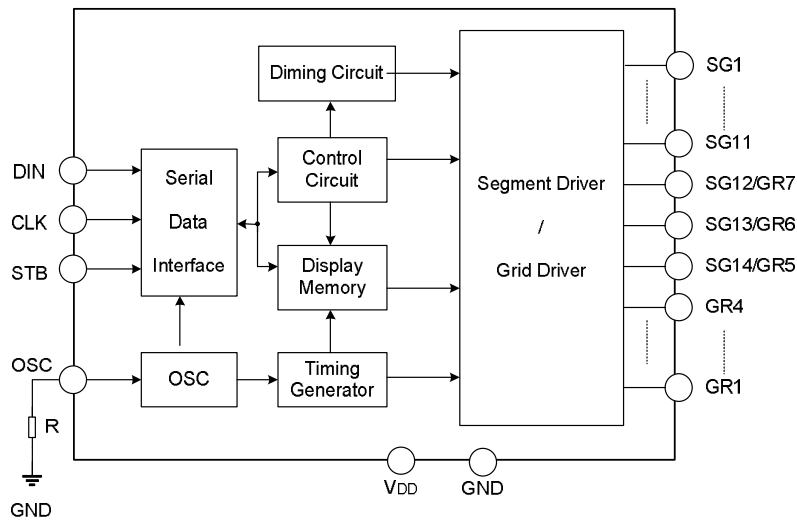 Diming Circuit
SG1
Control
Circuit
SG11
DIN
Serial
Data
Interface
Segment Driver
/
Grid Driver
SG12/GR7
CLK
SG13/GR6
STB
Display
Memory
SG14/GR5
GR4
OSC
OSC
Timing
Generator
GR1
R
GND
VDD
GND